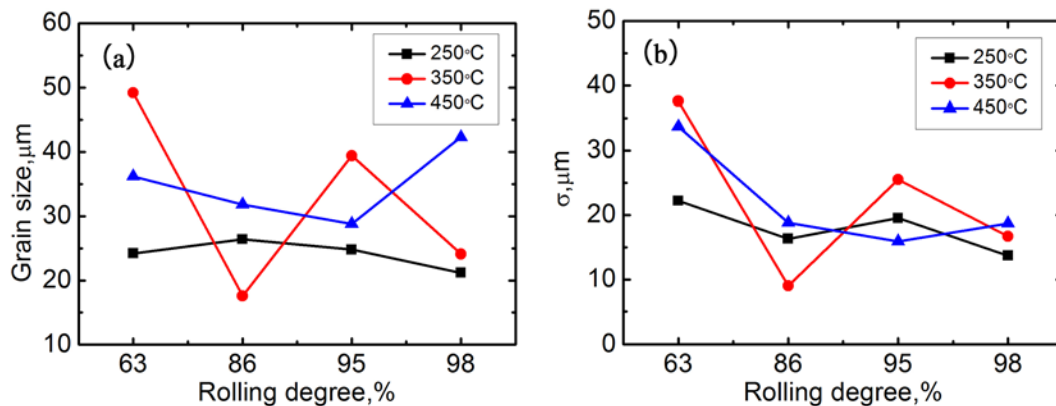 (a)
250°C
350°C
450°C
Grain size,μm
60
50
40
30
20
10
63 86 95 98
Rolling degree,%
(b)
250°C
350°C
450°C
σ,μm
50
40
30
20
10
0
63 86 95 98
Rolling degree,%